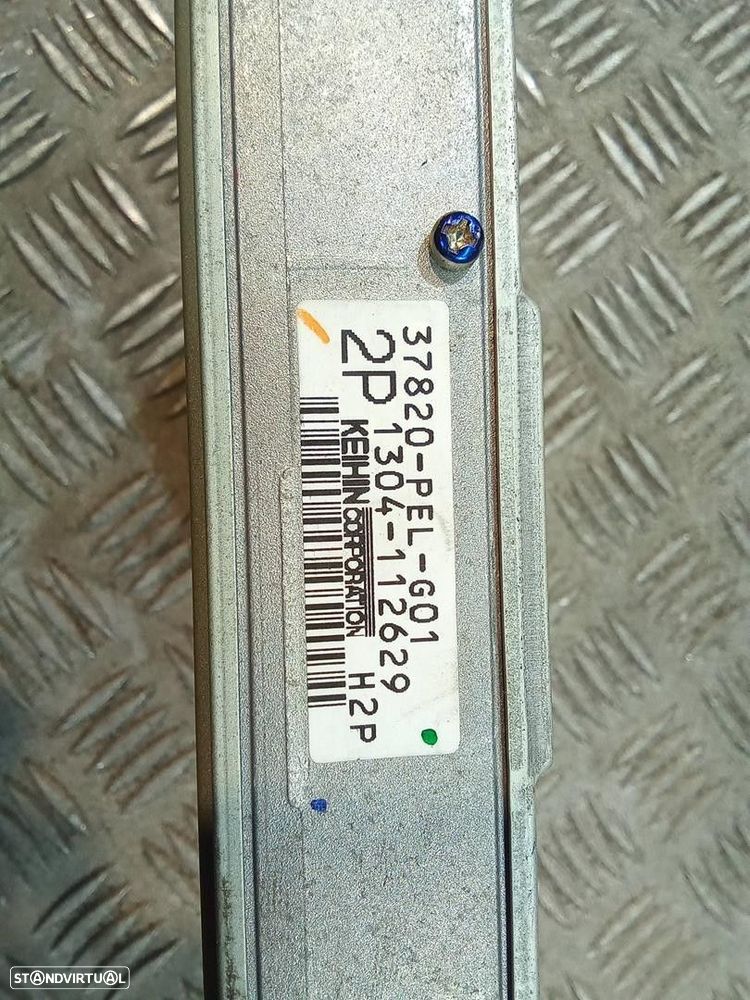 37820-PEL-G01
2P 1304-112629
KEIHIN CORPORATION H2P
STANDVIRTUAL